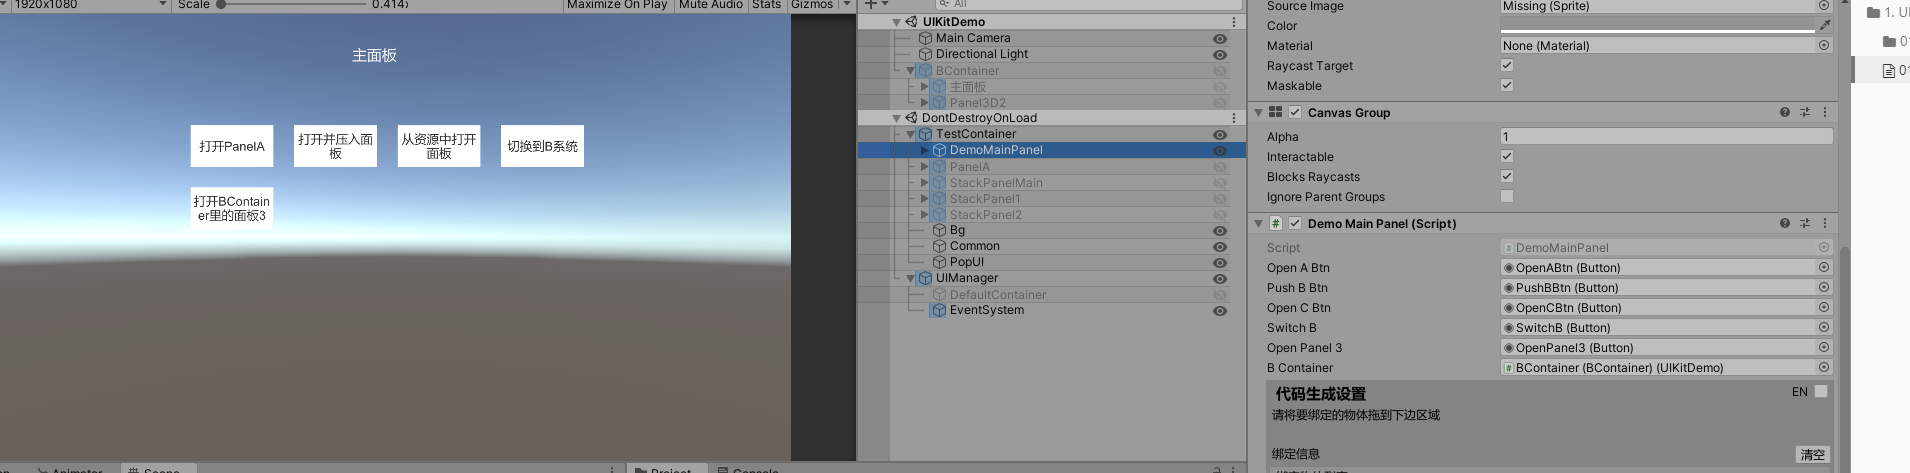 1920x1080 Scale 0.414x Maximize On Play Mute Audio Stats Gizmos
主面板
打开PanelA
打开并压入面
板
从资源中打开
面板
切换到B系统
打开BContain
er里的面板3
All
UIKitDemo
Main Camera
Directional Light
BContainer
主面板
Panel3D2
DontDestroyOnLoad
TestContainer
DemoMainPanel
PanelA
StackPanelMain
StackPanel1
StackPanel2
Bg
Common
PopUI
UIManager
DefaultContainer
EventSystem
Source Image Missing (Sprite)
Color
Material None (Material)
Raycast Target
Maskable
Canvas Group
Alpha 1
Interactable
Blocks Raycasts
Ignore Parent Groups
# Demo Main Panel (Script)
Script DemoMainPanel
Open A Btn OpenABtn (Button)
Push B Btn PushBBtn (Button)
Open C Btn OpenCBtn (Button)
Switch B SwitchB (Button)
Open Panel 3 OpenPanel3 (Button)
B Container BContainer (BContainer) (UIKitDemo)
代码生成设置 EN
请将要绑定的物体拖到下边区域
绑定信息 清空
Animator Scene Project Console
1. UI
01
01